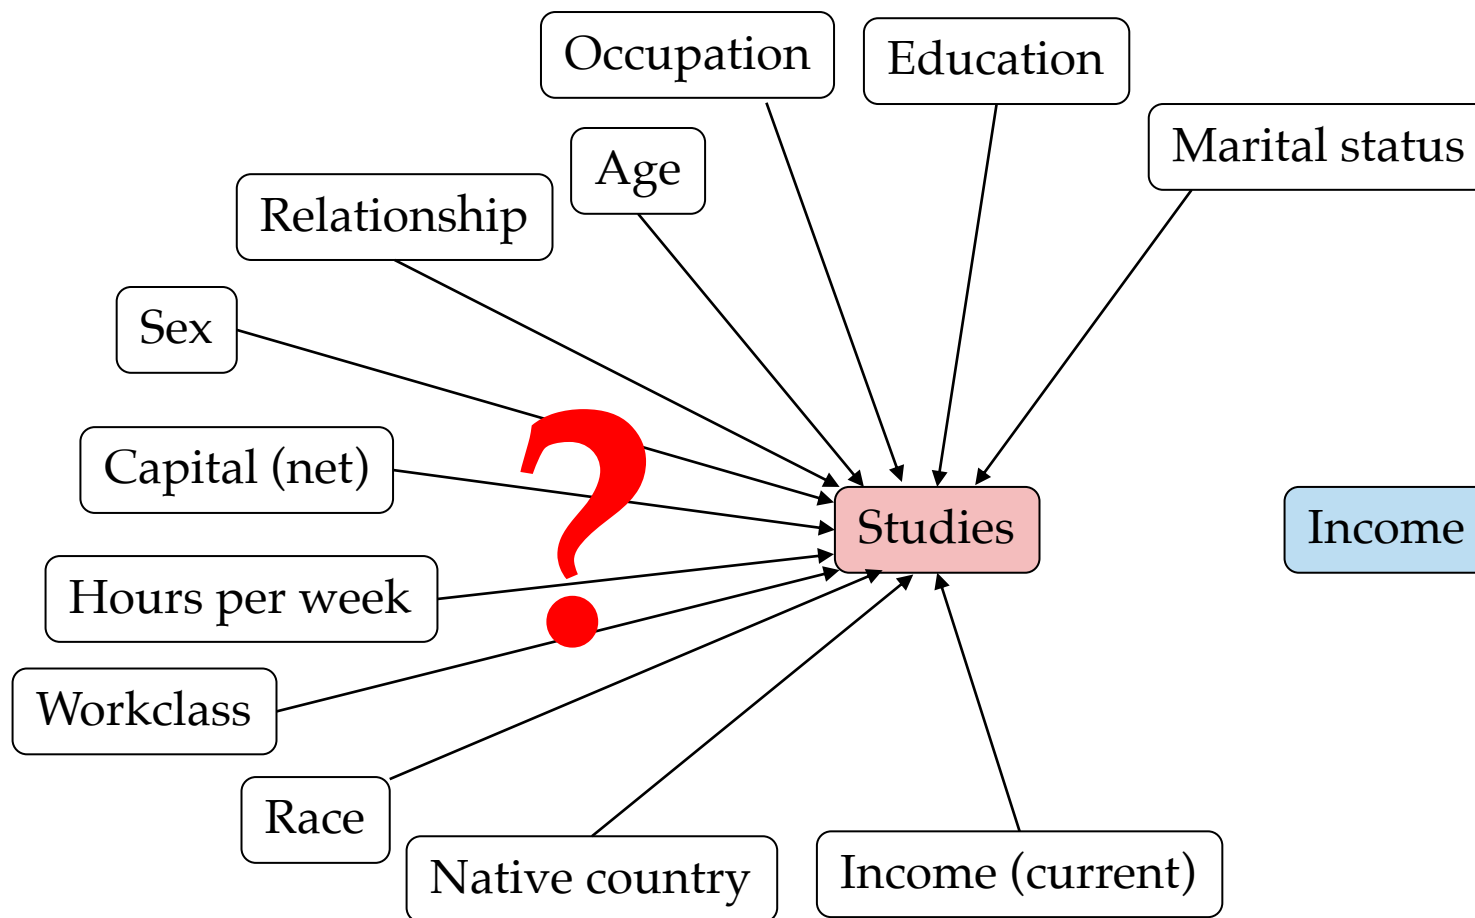 Occupation
Education
Marital status
Age
Relationship
Sex
?
Capital (net)
Studies
Income
Hours per week
Workclass
Race
Native country
Income (current)